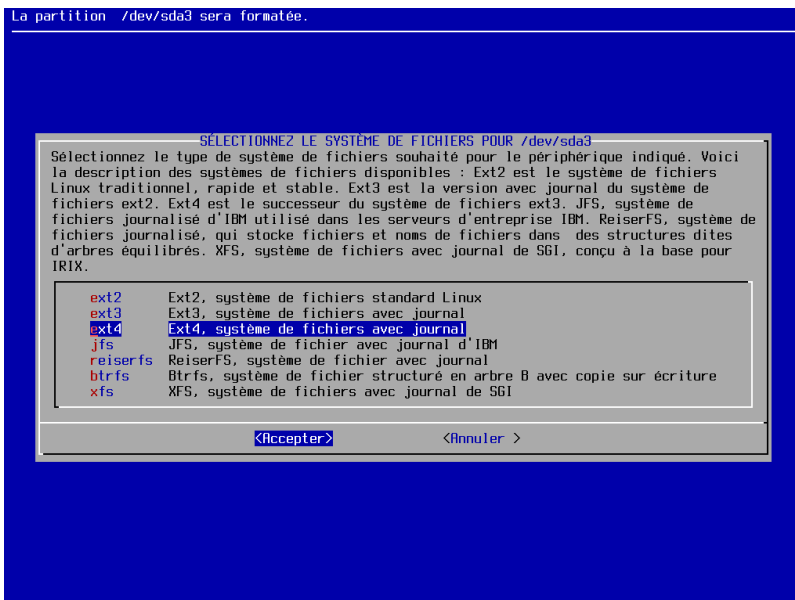 La partition  /dev/sda3 sera formatée.
SÉLECTIONNEZ LE SYSTÈME DE FICHIERS POUR /dev/sda3
Sélectionnez le type de système de fichiers souhaité pour le périphérique indiqué. Voici
la description des systèmes de fichiers disponibles : Ext2 est le système de fichiers
Linux traditionnel, rapide et stable. Ext3 est la version avec journal du système de
fichiers ext2. Ext4 est le successeur du système de fichiers ext3. JFS, système de
fichiers journalisé d'IBM utilisé dans les serveurs d'entreprise IBM. ReiserFS, système de
fichiers journalisé, qui stocke fichiers et noms de fichiers dans  des structures dites
d'arbres équilibrés. XFS, système de fichiers avec journal de SGI, conçu à la base pour
IRIX.
ext2 Ext2, système de fichiers standard Linux
ext3 Ext3, système de fichiers avec journal
ext4 Ext4, système de fichiers avec journal
jfs JFS, système de fichier avec journal d'IBM
reiserfs ReiserFS, système de fichier avec journal
btrfs Btrfs, système de fichier structuré en arbre B avec copie sur écriture
xfs XFS, système de fichiers avec journal de SGI
<Accepter> <Annuler >